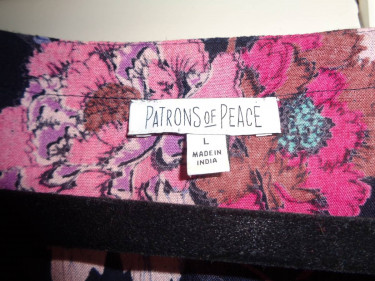 PATRONS OF PEACE
L
MADE IN
INDIA